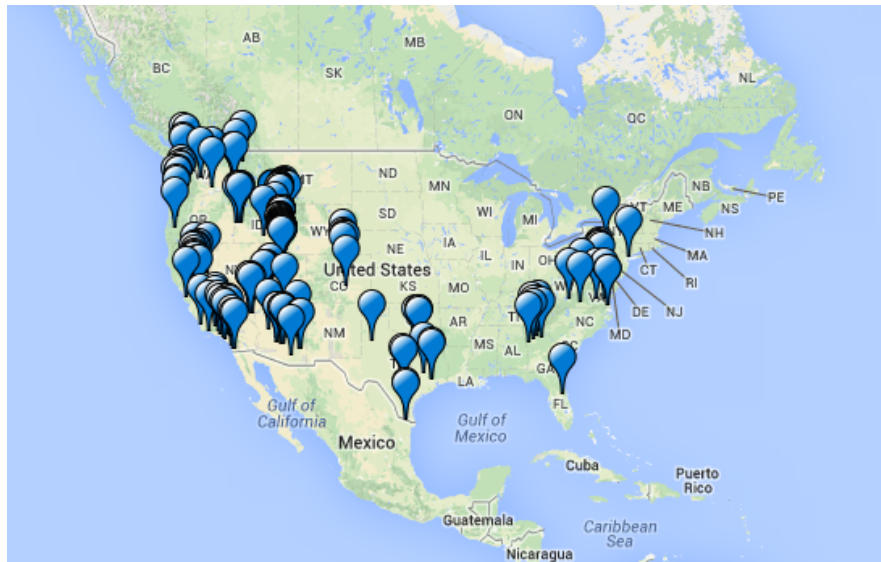 AB
MB
BC
SK
NL
ON
QC
NB
PE
ND
MT
MN
VT
ME
NS
NH
SD
WI
MI
MA
ID
WY
IA
NE
OH
CT
RI
IL
IN
United States
CO
KS
MO
NJ
DE
VA
MD
NM
AR
NC
MS
AL
GA
LA
FL
Gulf of
California
Gulf of
Mexico
Mexico
Cuba
Puerto
Rico
Guatemala
Caribbean
Sea
Nicaragua